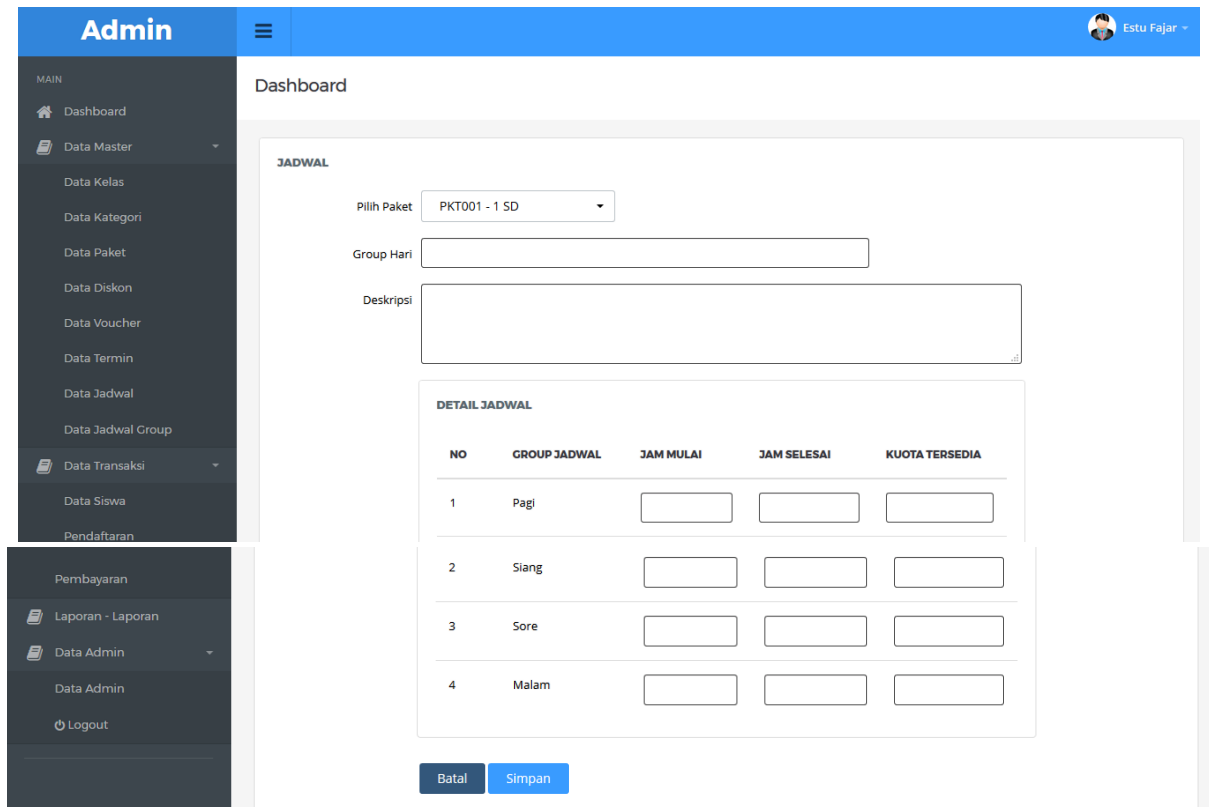 Admin
Estu Fajar
MAIN
Dashboard
Data Master
Data Kelas
Data Kategori
Data Paket
Data Diskon
Data Voucher
Data Termin
Data Jadwal
Data Jadwal Group
Data Transaksi
Data Siswa
Pendaftaran
Pembayaran
Laporan - Laporan
Data Admin
Data Admin
Logout
Dashboard
JADWAL
Pilih Paket PKT001 - 1 SD
Group Hari
Deskripsi
DETAIL JADWAL
NO GROUP JADWAL JAM MULAI JAM SELESAI KUOTA TERSEDIA
1 Pagi
2 Siang
3 Sore
4 Malam
Batal Simpan